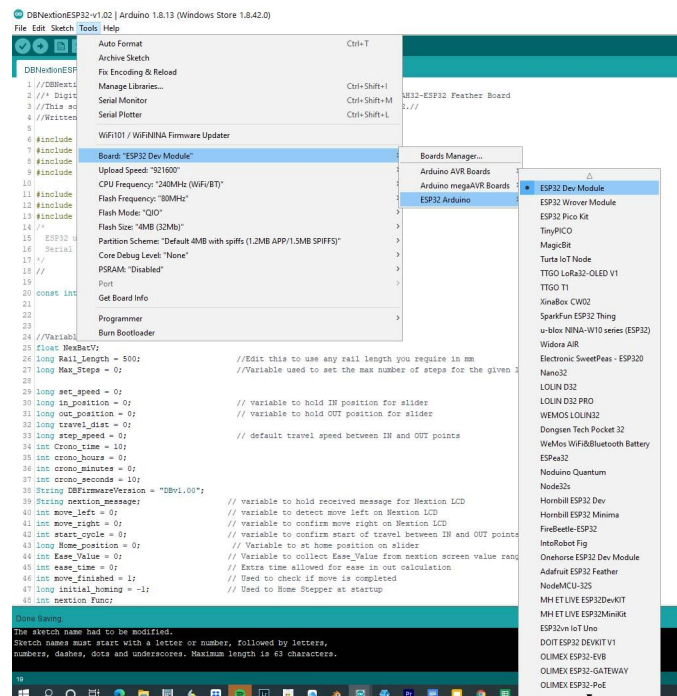 DBNextionESP32-v1.02 | Arduino 1.8.13 (Windows Store 1.8.42.0)
File Edit Sketch Tools Help
DBNextionESP
Auto Format Ctrl+T
Archive Sketch
Fix Encoding & Reload
Manage Libraries... Ctrl+Shift+I
Serial Monitor Ctrl+Shift+M
Serial Plotter Ctrl+Shift+L
WiFi101 / WiFiNINA Firmware Updater
Board: "ESP32 Dev Module"
Upload Speed: "921600"
CPU Frequency: "240MHz (WiFi/BT)"
Flash Frequency: "80MHz"
Flash Mode: "QIO"
Flash Size: "4MB (32Mb)"
Partition Scheme: "Default 4MB with spiffs (1.2MB APP/1.5MB SPIFFS)"
Core Debug Level: "None"
PSRAM: "Disabled"
Port
Get Board Info
Programmer
Burn Bootloader
Boards Manager...
Arduino AVR Boards
Arduino megaAVR Boards
ESP32 Arduino
ESP32 Dev Module
ESP32 Wrover Module
ESP32 Pico Kit
TinyPICO
MagicBit
Turta IoT Node
TTGO LoRa32-OLED V1
TTGO T1
XinaBox CW02
SparkFun ESP32 Thing
u-blox NINA-W10 series (ESP32)
Widora AIR
Electronic SweetPeas - ESP320
Nano32
LOLIN D32
LOLIN D32 PRO
WEMOS LOLIN32
Dongsen Tech Pocket 32
WeMos WiFi&Bluetooth Battery
ESPea32
Noduino Quantum
Node32s
Hornbill ESP32 Dev
Hornbill ESP32 Minima
FireBeetle-ESP32
IntoRobot Fig
Onehorse ESP32 Dev Module
Adafruit ESP32 Feather
NodeMCU-32S
MH ET LIVE ESP32DevKIT
MH ET LIVE ESP32MiniKit
ESP32vn IoT Uno
DOIT ESP32 DEVKIT V1
OLIMEX ESP32-EVB
OLIMEX ESP32-GATEWAY
OLIMEX ESP32-PoE
1 //DBNexti
2 //* Digit AH32-ESP32 Feather Board
3 //This so
4 //Written
5
6 #include
7 #include
8 #include
9 #include
10
11 #include
12 #include
13 #include
14 /*
15 ESP32 u
16 Serial
17 */
18 //
19
20 const int
21
22
23
24 //Variabl
25 float NexBatV;
26 long Rail_Length = 500; //Edit this to use any rail length you require in mm
27 long Max_Steps = 0; //Variable used to set the max number of steps for the given l
28
29 long set_speed = 0;
30 long in_position = 0; // variable to hold IN position for slider
31 long out_position = 0; // variable to hold OUT position for slider
32 long travel_dist = 0;
33 long step_speed = 0; // default travel speed between IN and OUT points
34 int Crono_time = 10;
35 int crono_hours = 0;
36 int crono_minutes = 0;
37 int crono_seconds = 10;
38 String DBFirmwareVersion = "DBv1.00";
39 String nextion_message; // variable to hold received message for Nextion LCD
40 int move_left = 0; // variable to detect move left on Nextion LCD
41 int move_right = 0; // variable to confirm move right on Nextion LCD
42 int start_cycle = 0; // variable to confirm start of travel between IN and OUT points
43 long Home_position = 0; // Variable to st home position on slider
44 int Ease_Value = 0; // Variable to collect Ease_Value from nextion screen value rang
45 int ease_time = 0; // Extra time allowed for ease in out calculation
46 int move_finished = 1; // Used to check if move is completed
47 long initial_homing = -1; // Used to Home Stepper at startup
48 int nextion_Func;
Done Saving.
The sketch name had to be modified.
Sketch names must start with a letter or number, followed by letters,
numbers, dashes, dots and underscores. Maximum length is 63 characters.
19